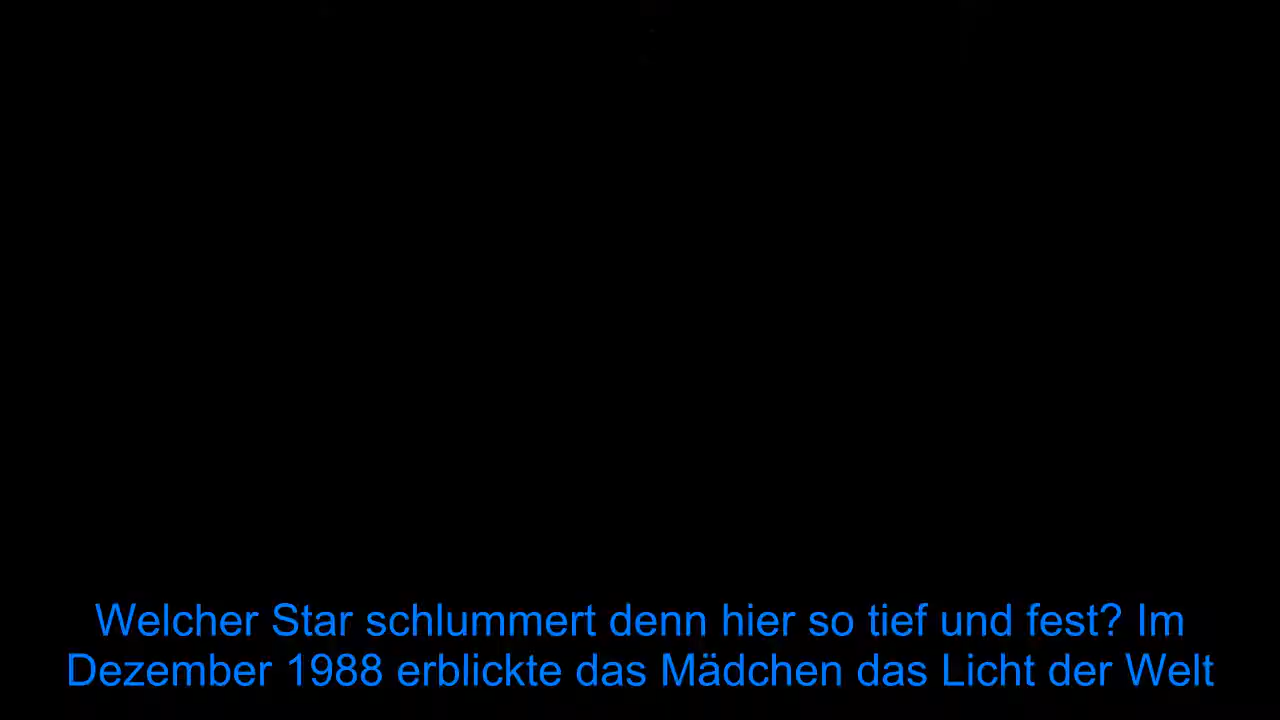 Welcher Star schlummert denn hier so tief und fest? Im
Dezember 1988 erblickte das Mädchen das Licht der Welt